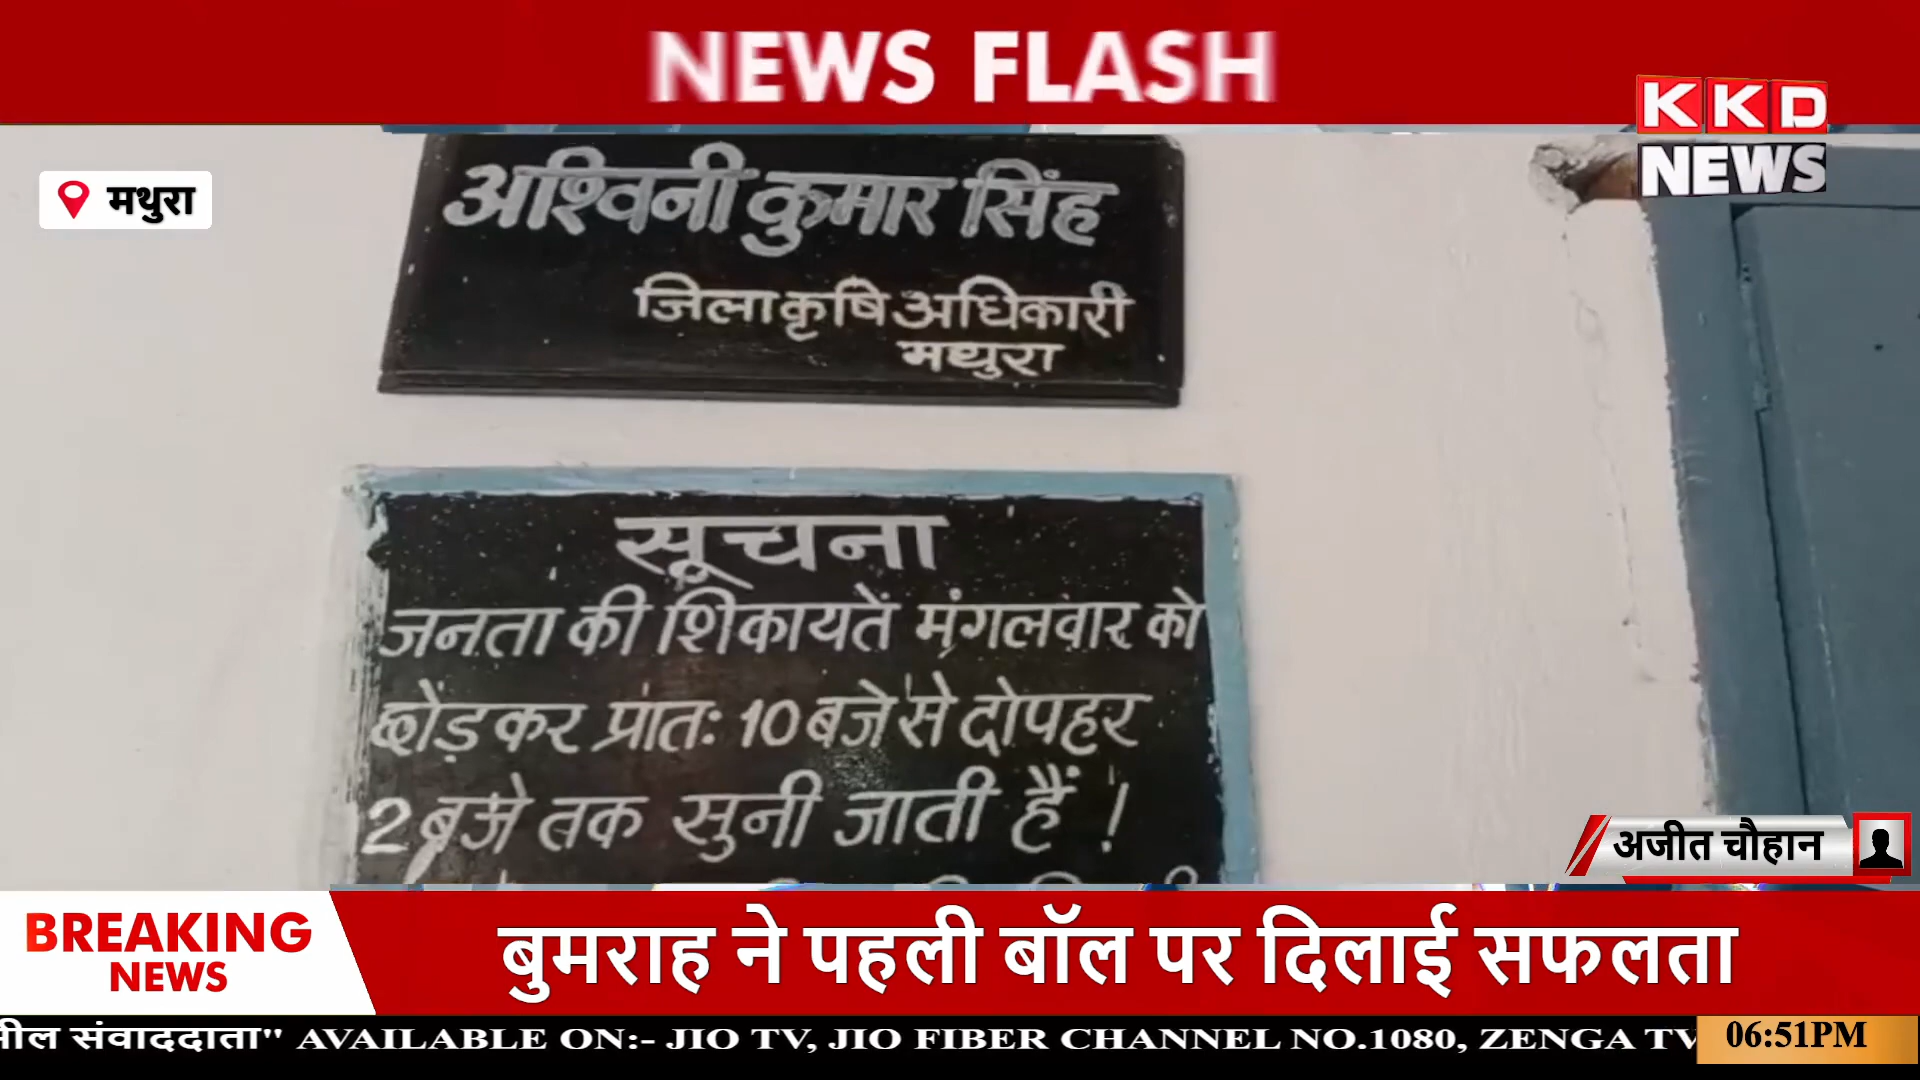 NEWS FLASH
KKD
NEWS
मथुरा
अश्विनी कुमार सिंह
जिला कृषि अधिकारी
मथुरा
सूचना
जनता की शिकायतें मंगलवार को
छोड़कर प्रातः 10 बजे से दोपहर
2 बजे तक सुनी जाती हैं !
अजीत चौहान
BREAKING
NEWS
बुमराह ने पहली बॉल पर दिलाई सफलता
संवाददाता" AVAILABLE ON:- JIO TV, JIO FIBER CHANNEL NO.1080, ZENGA TV
06:51PM